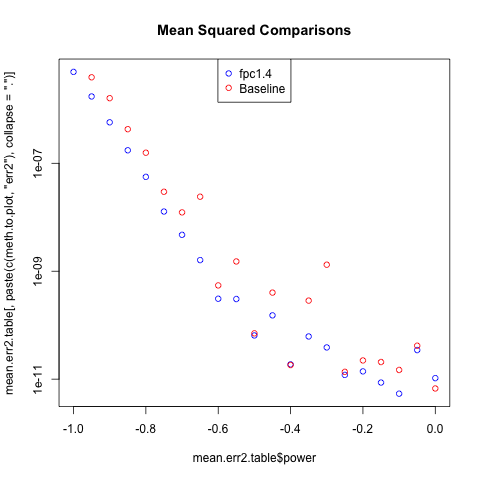 Mean Squared Comparisons
fpc1.4
Baseline
mean.err2.table[, paste(c(meth.to.plot, "err2"), collapse = ".")]
1e-07
1e-09
1e-11
-1.0 -0.8 -0.6 -0.4 -0.2 0.0
mean.err2.table$power